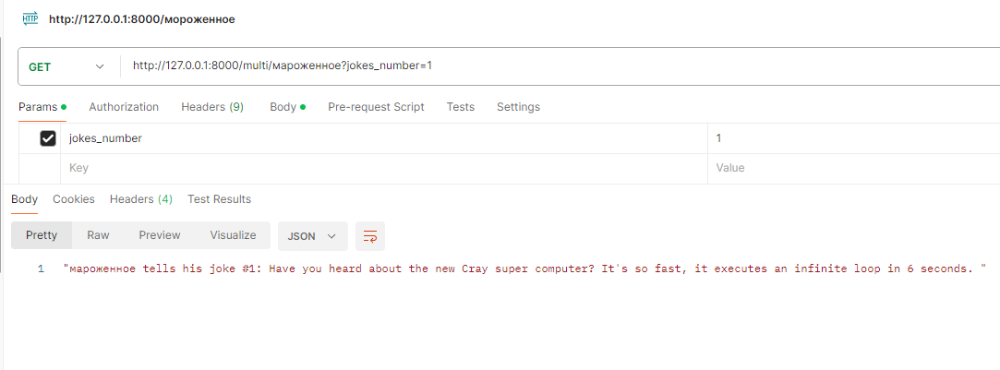 HTTP http://127.0.0.1:8000/мороженное
GET http://127.0.0.1:8000/multi/мароженное?jokes_number=1
Params Authorization Headers (9) Body Pre-request Script Tests Settings
jokes_number 1
Key Value
Body Cookies Headers (4) Test Results
Pretty Raw Preview Visualize JSON
1 "мароженное tells his joke #1: Have you heard about the new Cray super computer? It's so fast, it executes an infinite loop in 6 seconds. "